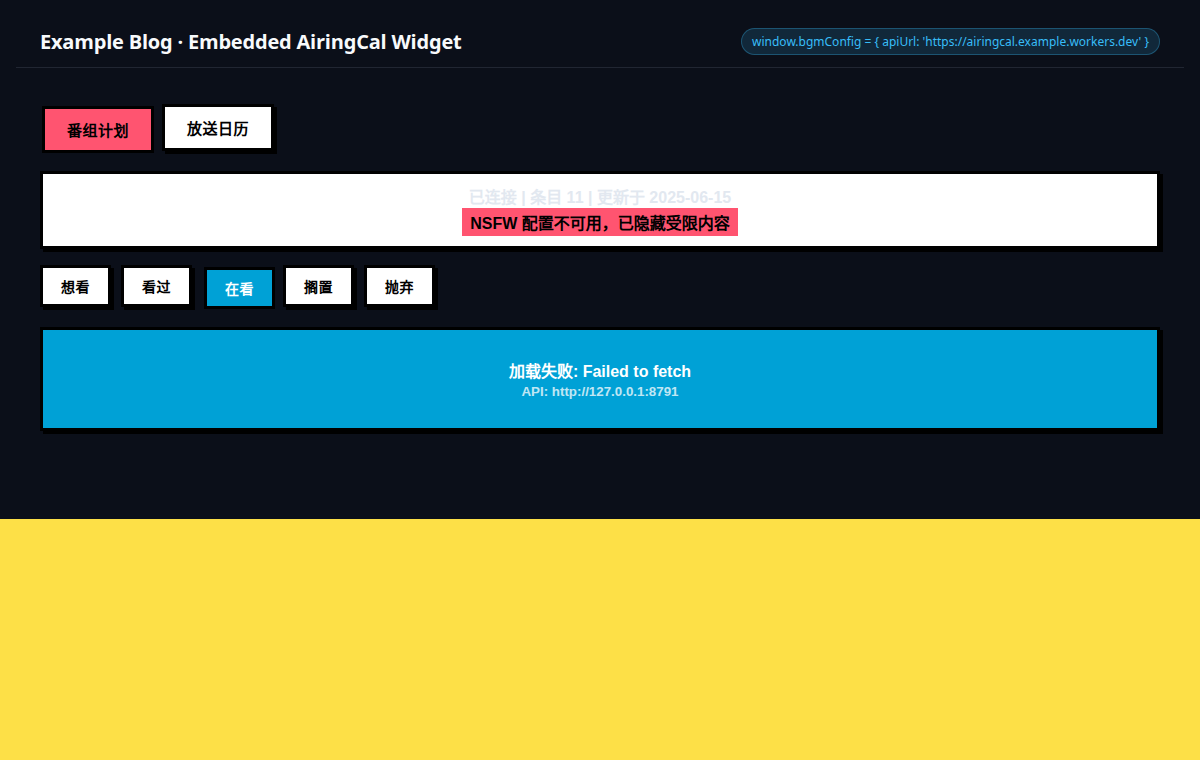 Example Blog · Embedded AiringCal Widget
window.bgmConfig = { apiUrl: 'https://airingcal.example.workers.dev' }
番组计划
放送日历
已连接 | 条目 11 | 更新于 2025-06-15
NSFW 配置不可用，已隐藏受限内容
想看
看过
在看
搁置
抛弃
加载失败: Failed to fetch
API: http://127.0.0.1:8791